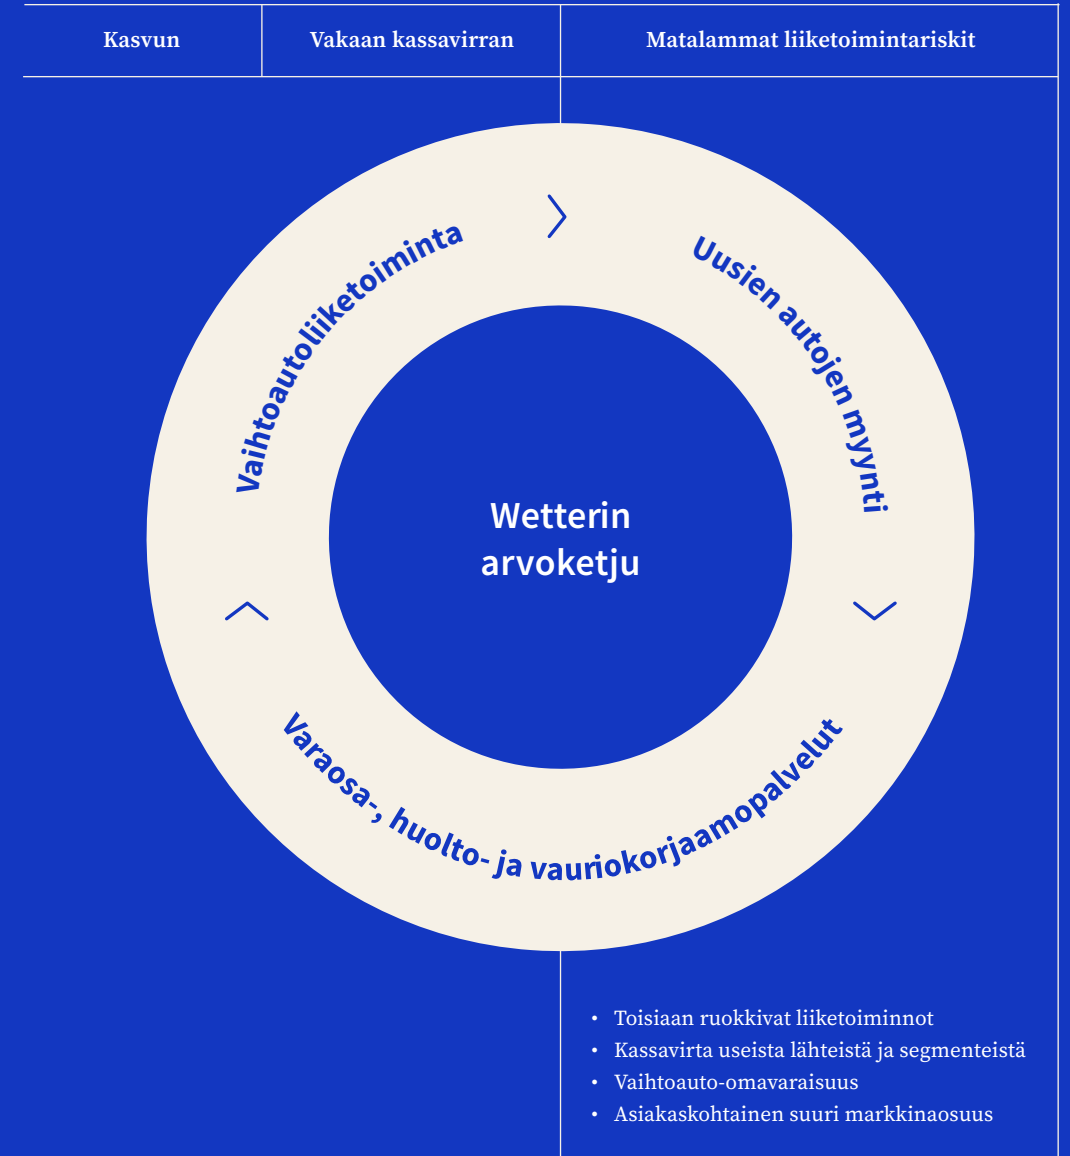 Kasvun
Vakaan kassavirran
Matalammat liiketoimintariskit
Vaihtoautoliiketoiminta
Uusien autojen myynti
Wetterin
arvoketju
Varaosa-, huolto- ja vauriokorjaamopalvelut
• Toisiaan ruokkivat liiketoiminnot
• Kassavirta useista lähteistä ja segmenteistä
• Vaihtoauto-omavaraisuus
• Asiakaskohtainen suuri markkinaosuus